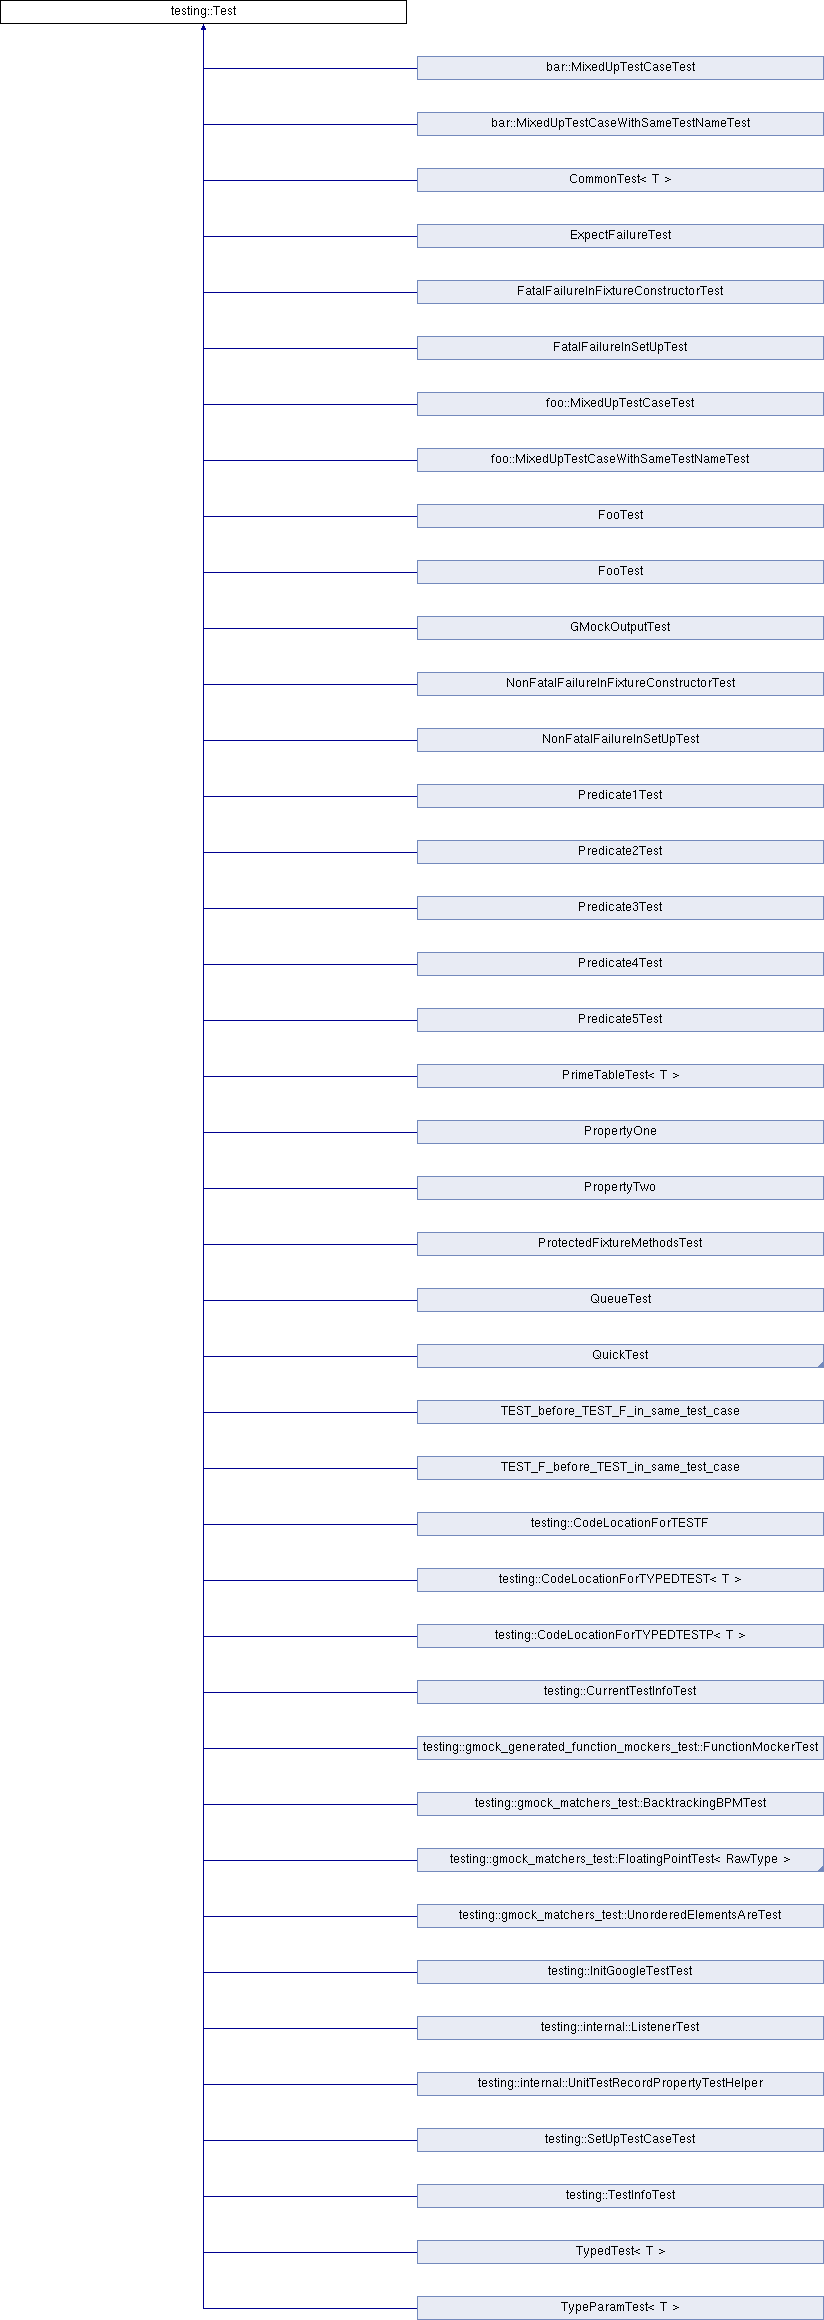 testing::Test
bar::MixedUpTestCaseTest
bar::MixedUpTestCaseWithSameTestNameTest
CommonTest< T >
ExpectFailureTest
FatalFailureInFixtureConstructorTest
FatalFailureInSetUpTest
foo::MixedUpTestCaseTest
foo::MixedUpTestCaseWithSameTestNameTest
FooTest
FooTest
GMockOutputTest
NonFatalFailureInFixtureConstructorTest
NonFatalFailureInSetUpTest
Predicate1Test
Predicate2Test
Predicate3Test
Predicate4Test
Predicate5Test
PrimeTableTest< T >
PropertyOne
PropertyTwo
ProtectedFixtureMethodsTest
QueueTest
QuickTest
TEST_before_TEST_F_in_same_test_case
TEST_F_before_TEST_in_same_test_case
testing::CodeLocationForTESTF
testing::CodeLocationForTYPEDTEST< T >
testing::CodeLocationForTYPEDTESTP< T >
testing::CurrentTestInfoTest
testing::gmock_generated_function_mockers_test::FunctionMockerTest
testing::gmock_matchers_test::BacktrackingBPMTest
testing::gmock_matchers_test::FloatingPointTest< RawType >
testing::gmock_matchers_test::UnorderedElementsAreTest
testing::InitGoogleTestTest
testing::internal::ListenerTest
testing::internal::UnitTestRecordPropertyTestHelper
testing::SetUpTestCaseTest
testing::TestInfoTest
TypedTest< T >
TypeParamTest< T >